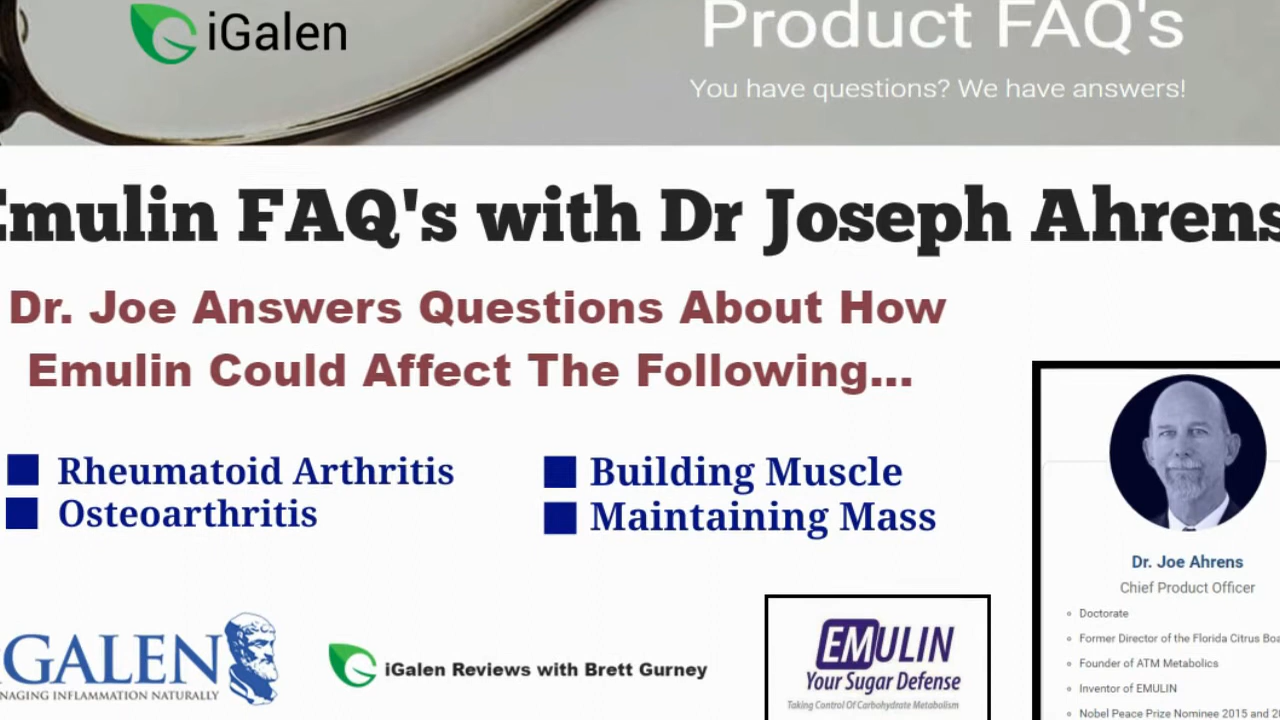 iGalen
Product FAQ's
You have questions? We have answers!
Emulin FAQ's with Dr Joseph Ahrens
Dr. Joe Answers Questions About How
Emulin Could Affect The Following...
Rheumatoid Arthritis
Osteoarthritis
Building Muscle
Maintaining Mass
Dr. Joe Ahrens
Chief Product Officer
Doctorate
Former Director of the Florida Citrus Boa
Founder of ATM Metabolics
Inventor of EMULIN
Nobel Peace Prize Nominee 2015 and 20
iGALEN
NAGING INFLAMMATION NATURALLY
iGalen Reviews with Brett Gurney
EMULIN
Your Sugar Defense
Taking Control Of Carbohydrate Metabolism